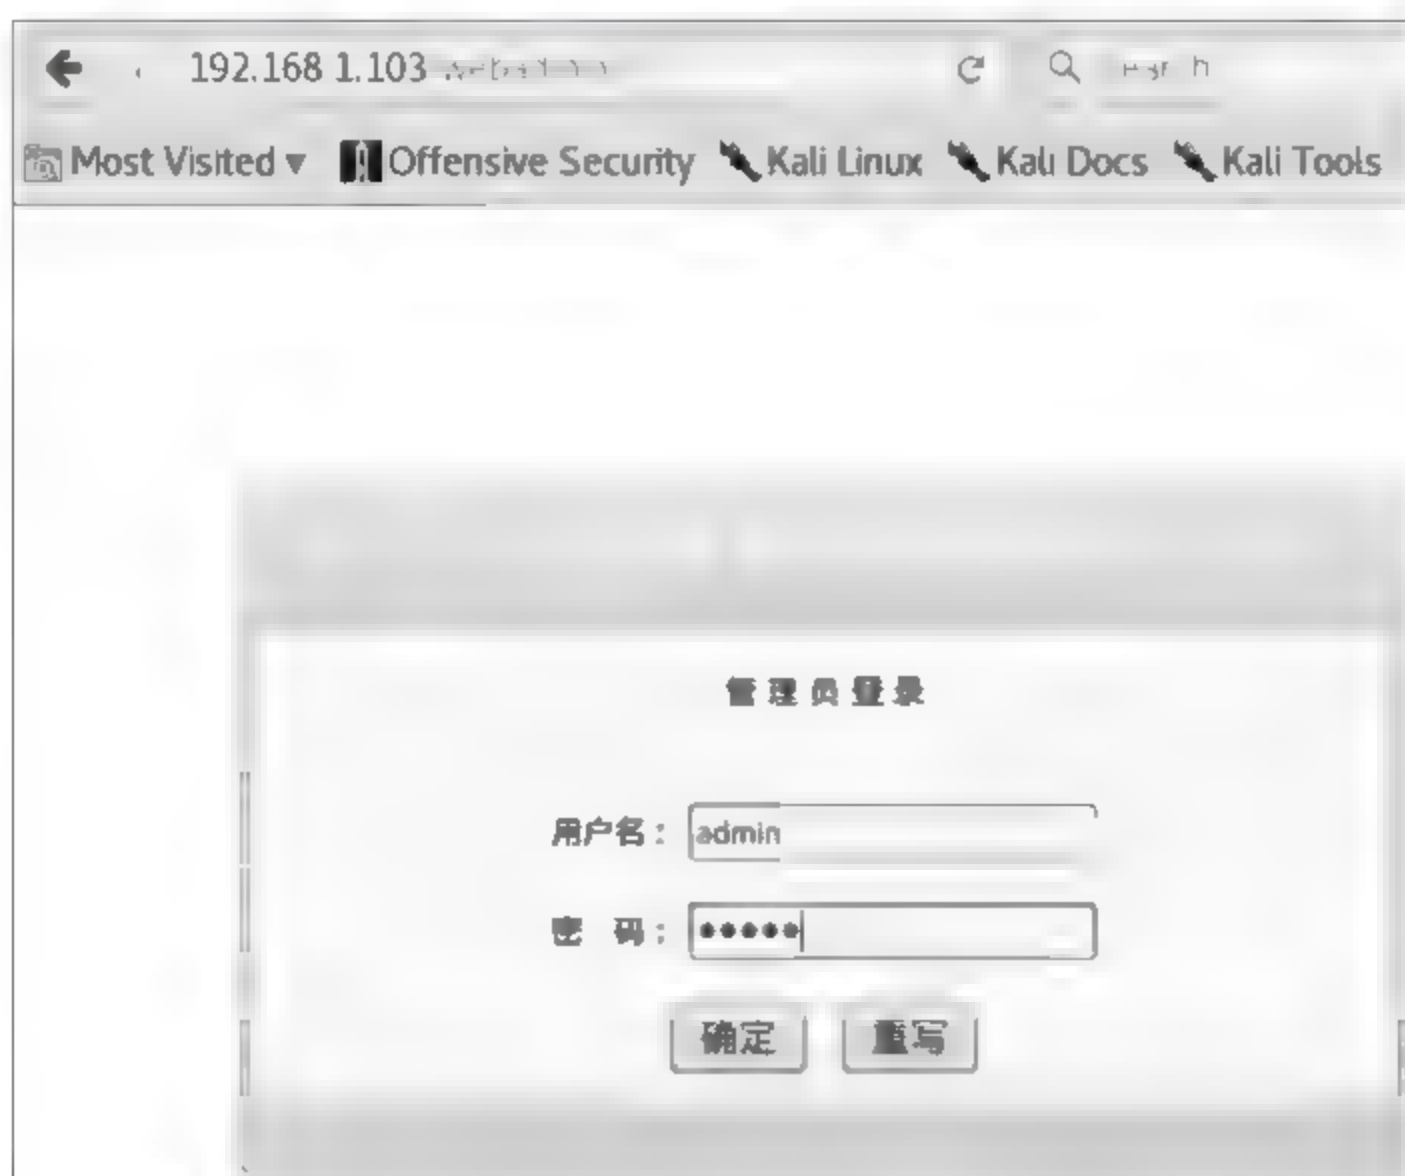 192.168 1.103
Most Visited Offensive Security Kali Linux Kali Docs Kali Tools
管理员登录
用户名： admin
密 码： •••••
确定 重写